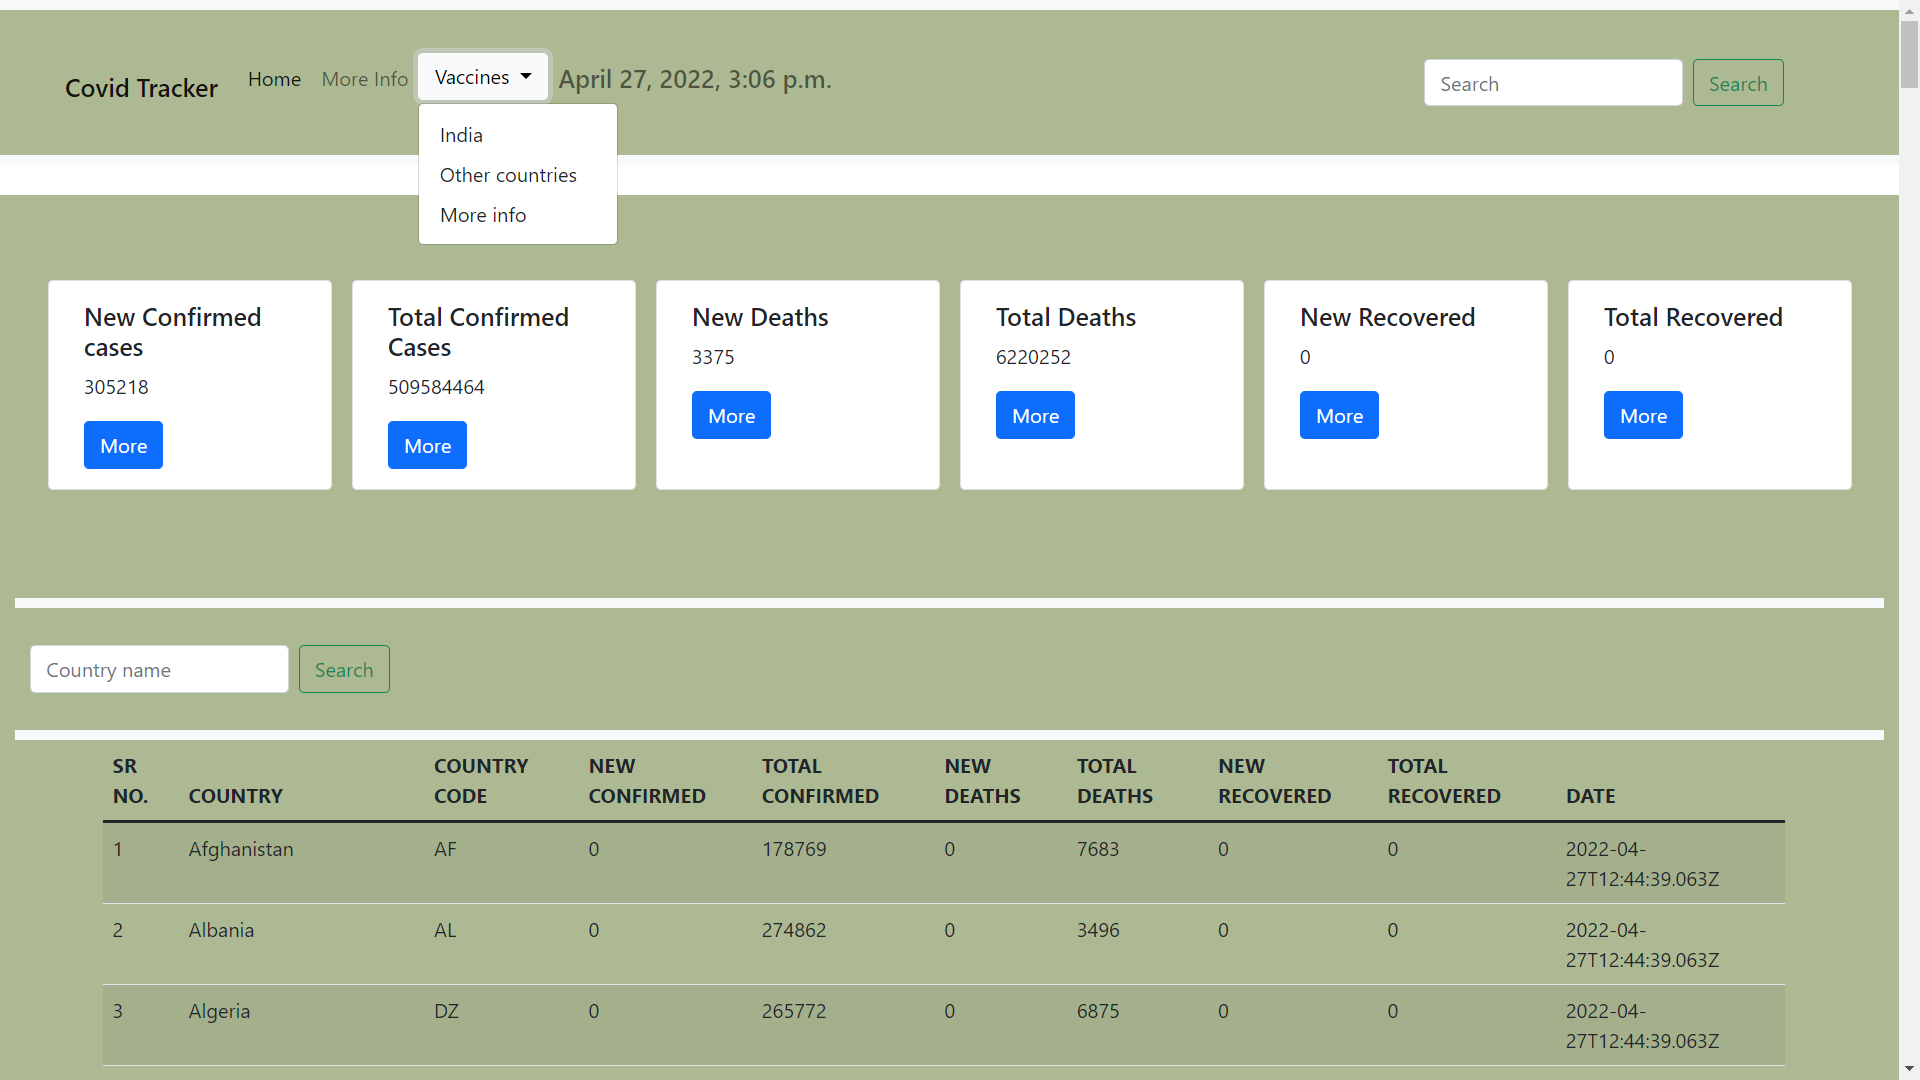 Covid Tracker
Home
More Info
Vaccines
April 27, 2022, 3:06 p.m.
Search
Search
India
Other countries
More info
New Confirmed
cases
305218
More
Total Confirmed
Cases
509584464
More
New Deaths
3375
More
Total Deaths
6220252
More
New Recovered
0
More
Total Recovered
0
More
Country name
Search
SR NO. COUNTRY COUNTRY CODE NEW CONFIRMED TOTAL CONFIRMED NEW DEATHS TOTAL DEATHS NEW RECOVERED TOTAL RECOVERED DATE
1 Afghanistan AF 0 178769 0 7683 0 0 2022-04-
27T12:44:39.063Z
2 Albania AL 0 274862 0 3496 0 0 2022-04-
27T12:44:39.063Z
3 Algeria DZ 0 265772 0 6875 0 0 2022-04-
27T12:44:39.063Z